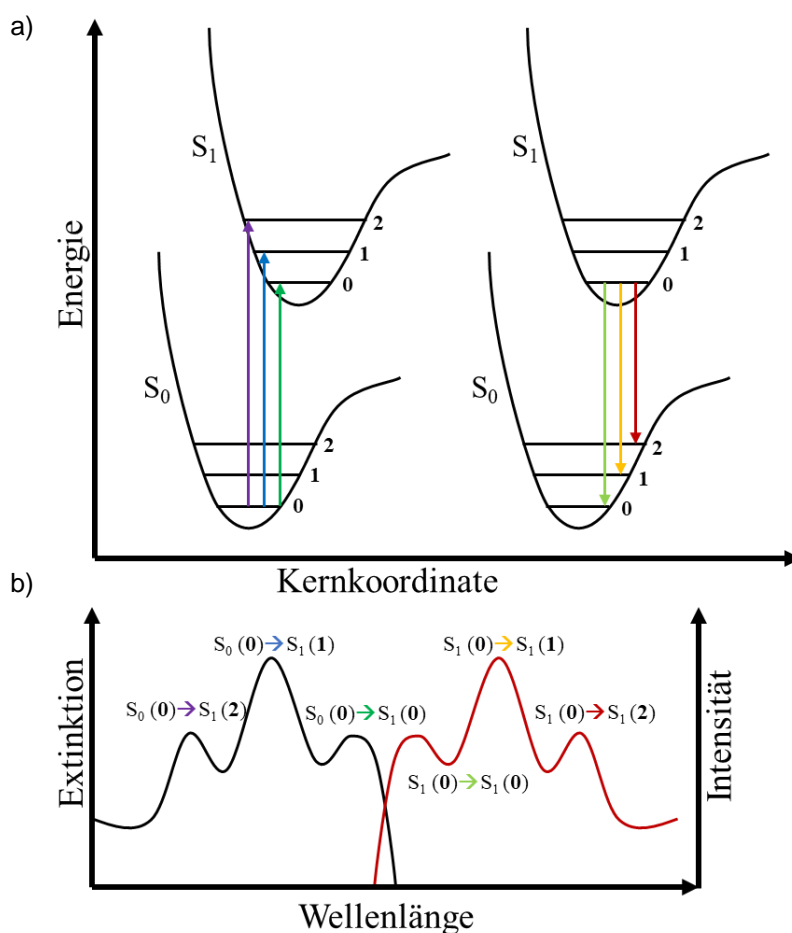 a)
Energie
S1
S1
2
1
0
2
1
0
S0
S0
2
1
0
2
1
0
Kernkoordinate
b)
Extinktion
Intensität
S0 (0)→S1 (1)
S1 (0)→S1 (1)
S0 (0)→S1 (2)
S0 (0)→S1 (0)
S1 (0)→S1 (2)
S1 (0)→S1 (0)
Wellenlänge